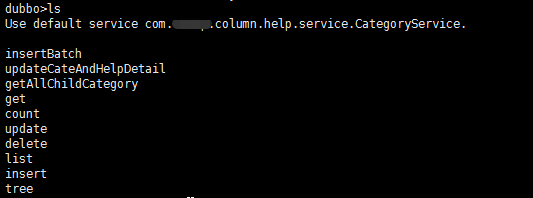 dubbo>ls
Use default service com. .column.help.service.CategoryService.
insertBatch
updateCateAndHelpDetail
getAllChildCategory
get
count
update
delete
list
insert
tree